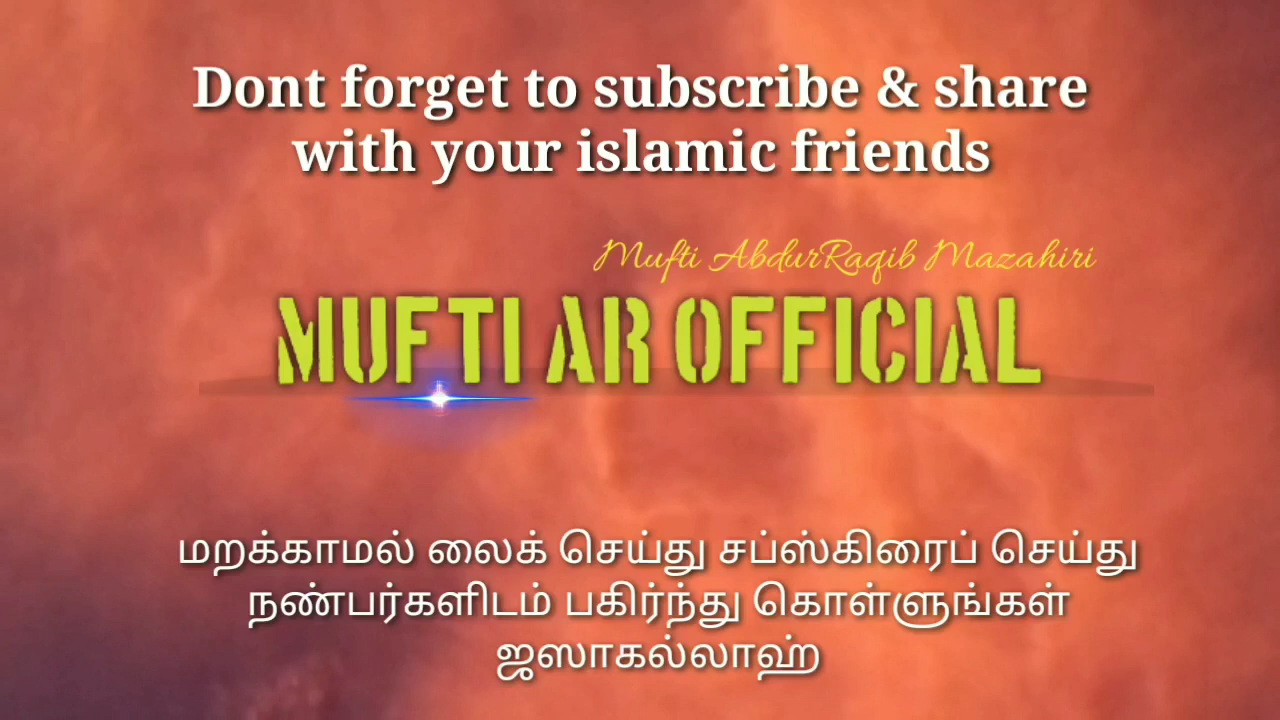 Dont forget to subscribe & share
with your islamic friends
Mufti AbdurRaqib Mazahiri
MUFTI AR OFFICIAL
மறக்காமல் லைக் செய்து சப்ஸ்கிரைப் செய்து
நண்பர்களிடம் பகிர்ந்து கொள்ளுங்கள்
ஜஸாகல்லாஹ்